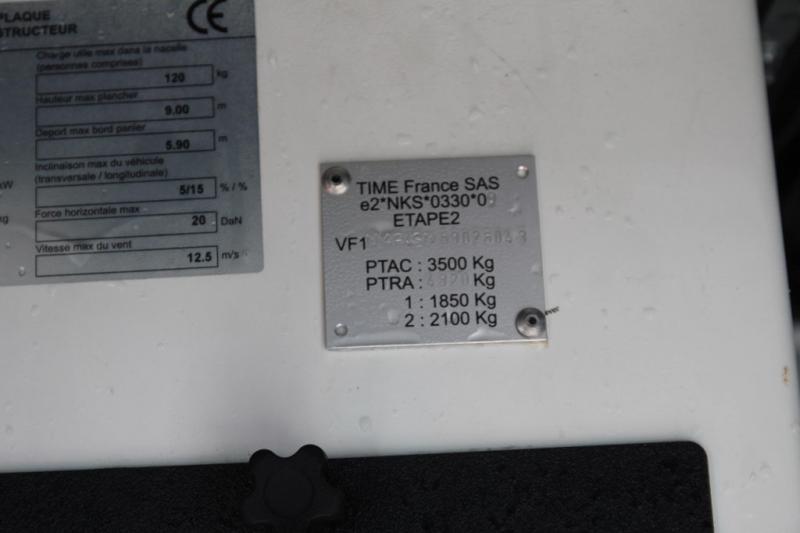 PLAQUE
STRUCTEUR
CE
Charge utile max dans la nacelle
(personnes comprises)
120 kg
Hauteur max plancher
9.00 m
Deport max bord panier
5.90 m
Inclinaison max du véhicule
(transversale / longitudinale)
5/15 % / %
Force horizontale max
20 DaN
Vitesse max du vent
12.5 m/s
TIME France SAS
e2*NKS*0330*0
ETAPE2
VF1
PTAC : 3500 Kg
PTRA : Kg
1 : 1850 Kg
2 : 2100 Kg